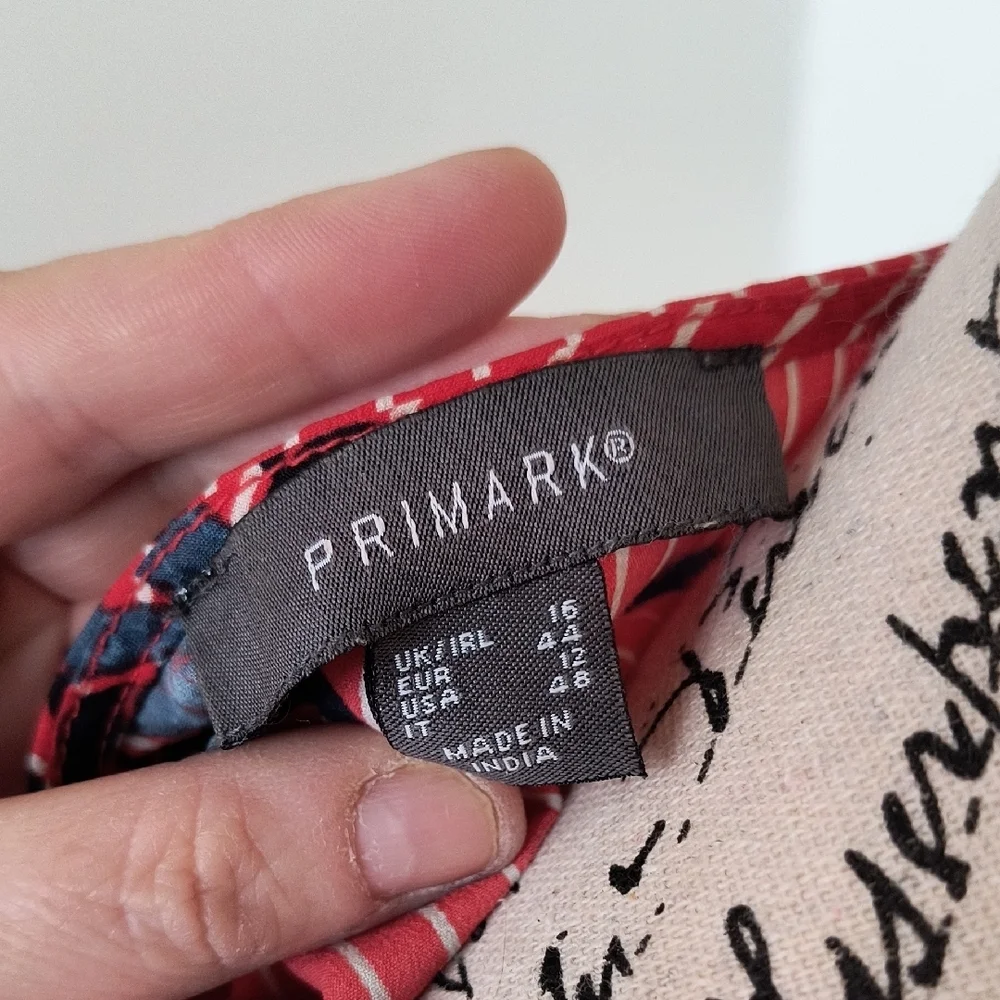 PRIMARK®
UK/IRL 16
EUR 44
USA 12
IT 48
MADE IN
INDIA